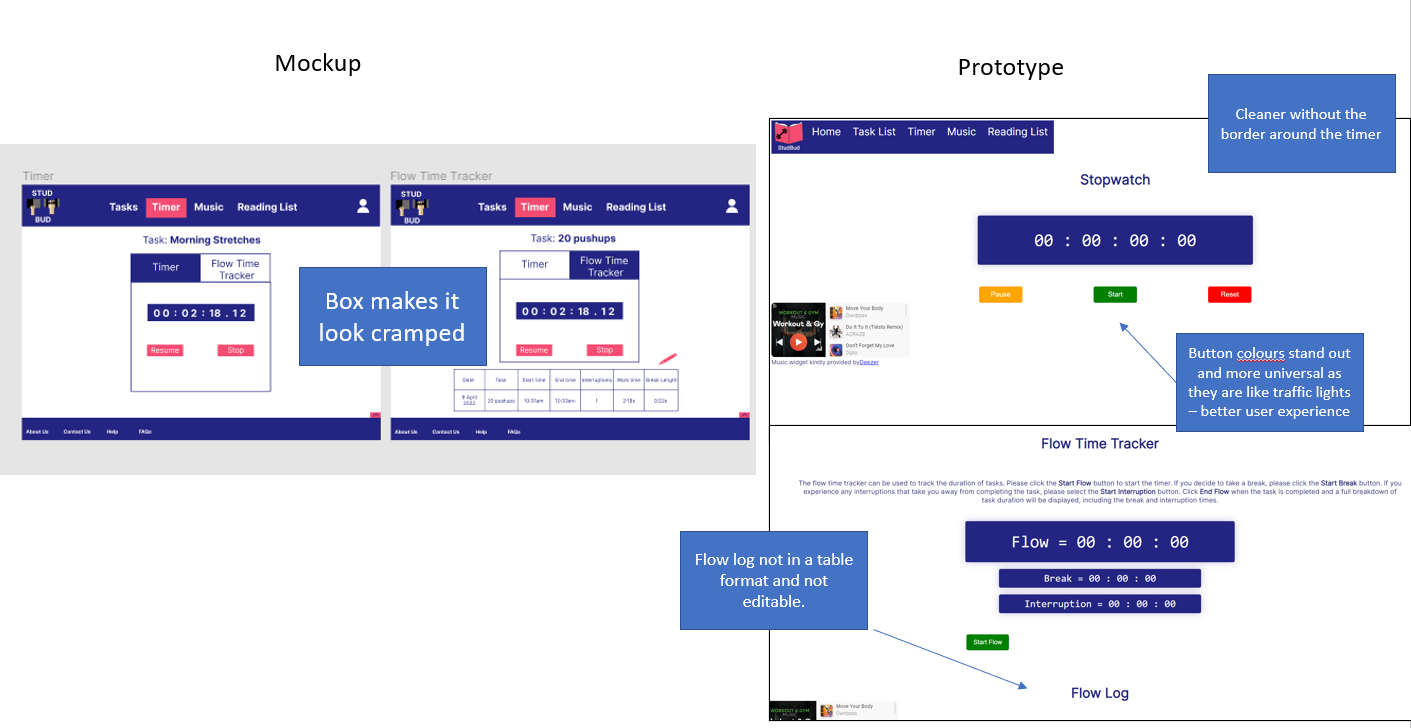 Mockup
Prototype
Timer
STUD
BUD
Tasks Timer Music Reading List
Task: Morning Stretches
Timer
Flow Time
Tracker
00:02:18.12
Resume Stop
About Us Contact Us Help FAQs
Flow Time Tracker
STUD
BUD
Tasks Timer Music Reading List
Task: 20 pushups
Timer
Flow Time
Tracker
00:02:18.12
Resume Stop
Date Task Start time End time Interruptions Work time Break Length
9 April
2022
20 pushups 10:31am 10:33am 1 2:18s 0:22s
About Us Contact Us Help FAQs
Box makes it
look cramped
Cleaner without the
border around the timer
StudBud
Home Task List Timer Music Reading List
Stopwatch
00 : 00 : 00 : 00
Pause Start Reset
WORKOUT & GYM
MUSIC
Workout & Gy
Move Your Body
Öwnboss
Do It To It (Tiësto Remix)
ACRAZE
Don't Forget My Love
Diplo
Music widget kindly provided byDeezer
Button colours stand out
and more universal as
they are like traffic lights
– better user experience
Flow Time Tracker
The flow time tracker can be used to track the duration of tasks. Please click the Start Flow button to start the timer. If you decide to take a break, please click the Start Break button. If you
experience any interruptions that take you away from completing the task, please select the Start Interruption button. Click End Flow when the task is completed and a full breakdown of
task duration will be displayed, including the break and interruption times.
Flow = 00 : 00 : 00
Break = 00 : 00 : 00
Interruption = 00 : 00 : 00
Start Flow
Flow log not in a table
format and not
editable.
Flow Log
WORKOUT & GYM
MUSIC
Move Your Body
Öwnboss